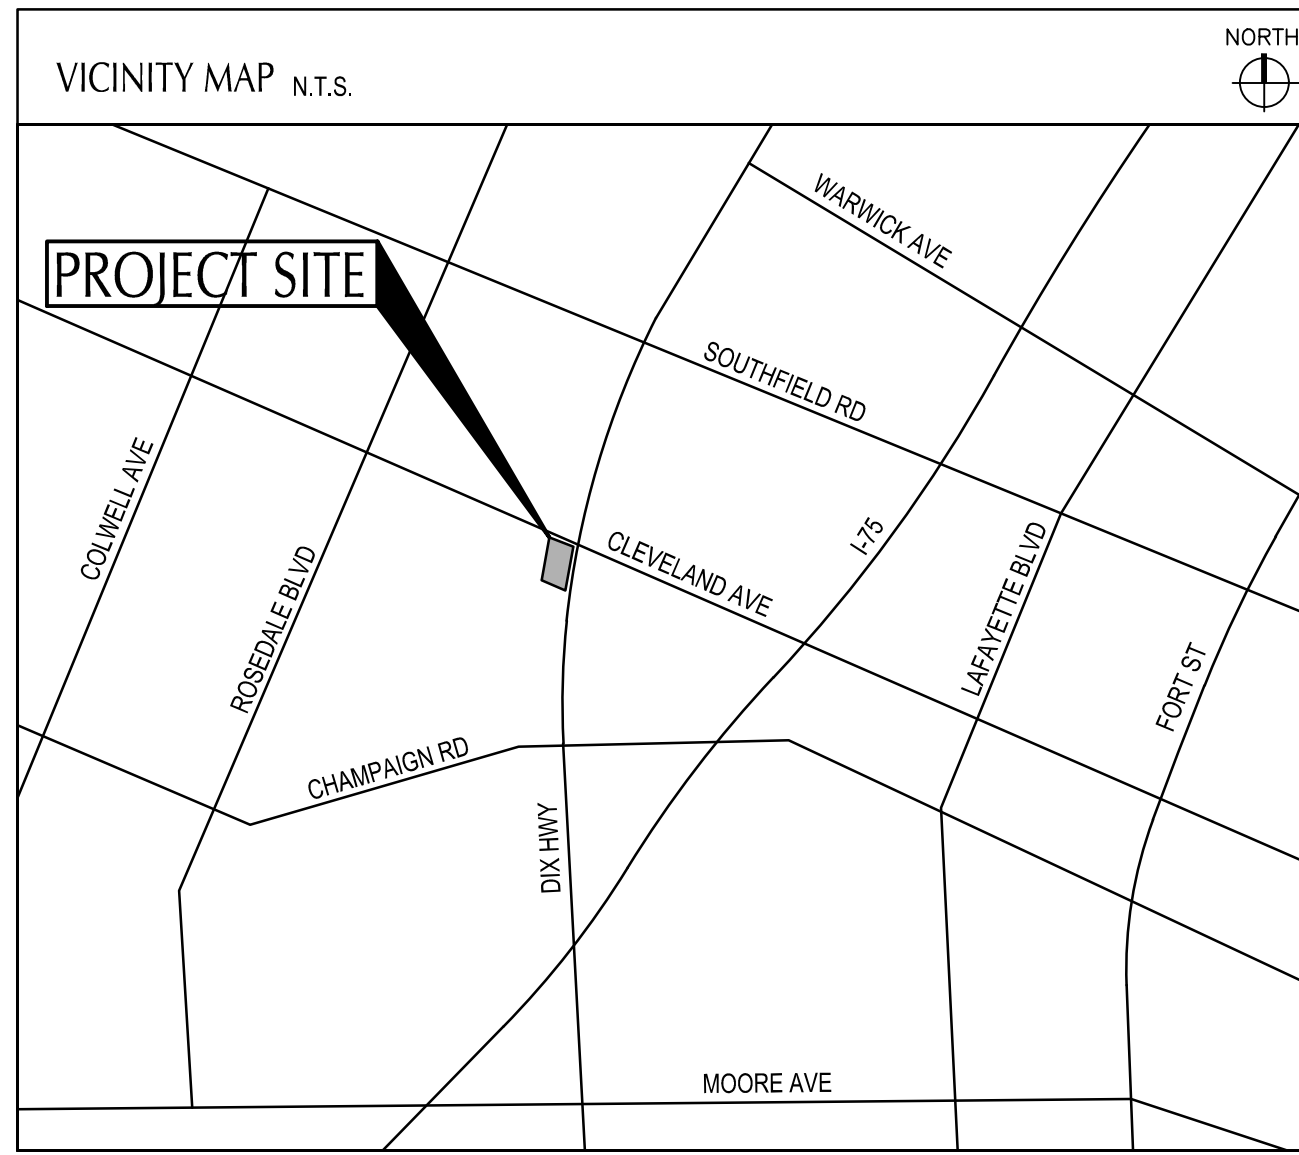 NORTH
VICINITY MAP N.T.S.
WARWICK AVE
PROJECT SITE
SOUTHFIELD RD
COLWELL AVE
ROSEDALE BLVD
CLEVELAND AVE
I-75
LAFAYETTE BLVD
FORT ST
CHAMPAIGN RD
DIX HWY
MOORE AVE